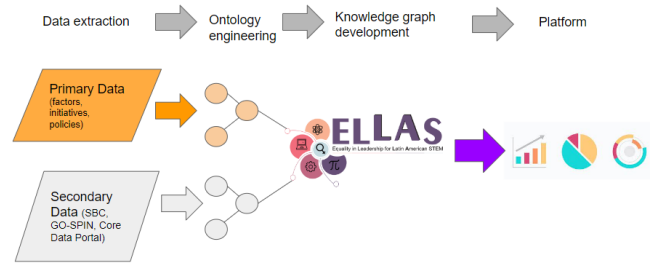 Data extraction
Ontology
engineering
Knowledge graph
development
Platform
Primary Data
(factors,
initiatives,
policies)
ELLAS
Equality in Leadership for Latin American STEM
π
Secondary
Data (SBC,
GO-SPIN, Core
Data Portal)